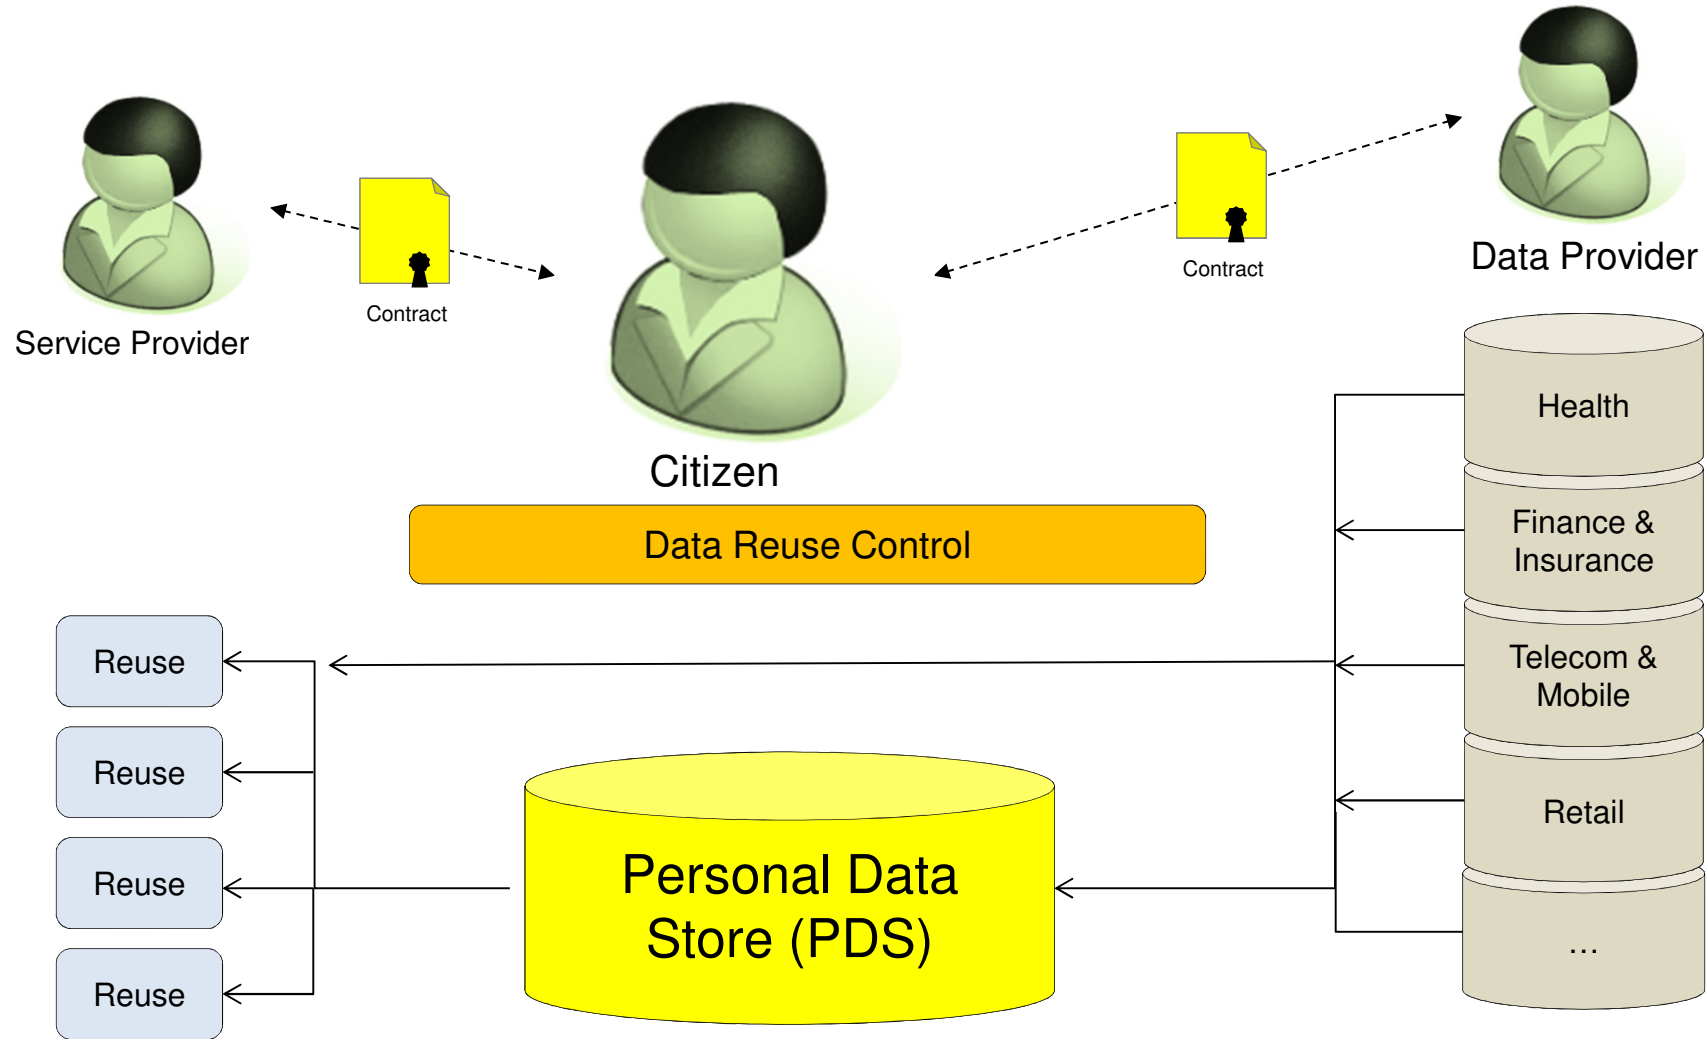 Data Provider
Contract
Contract
Service Provider
Citizen
Health
Finance &
Insurance
Data Reuse Control
Telecom &
Mobile
Reuse
Reuse
Reuse
Reuse
Personal Data
Store (PDS)
Retail
…